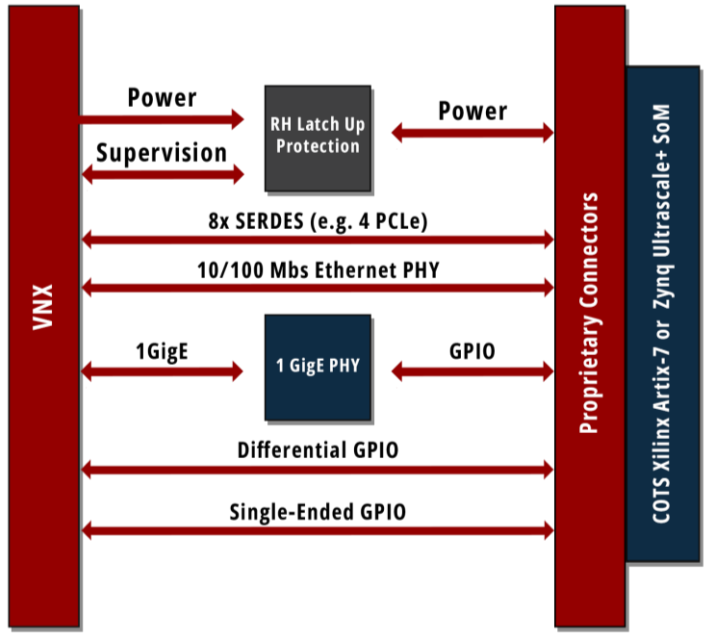 Power
RH Latch Up
Protection
Power
Supervision
8x SERDES (e.g. 4 PCLe)
10/100 Mbs Ethernet PHY
VNX
1GigE
1 GigE PHY
GPIO
Differential GPIO
Single-Ended GPIO
Proprietary Connectors
COTS Xilinx Artix-7 or Zynq Ultrascale+ SoM